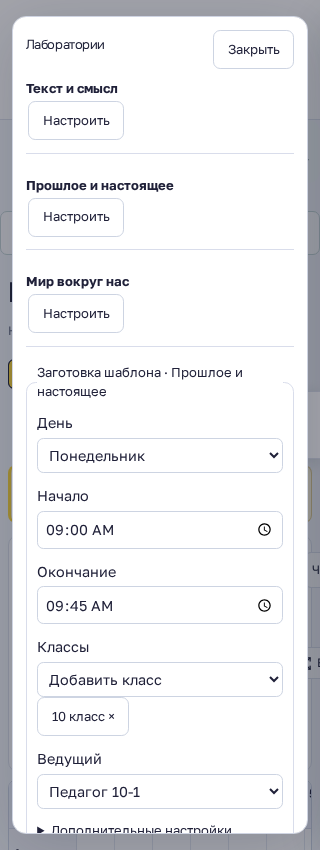 Лаборатории
Закрыть
Текст и смысл
Настроить
Прошлое и настоящее
Настроить
Мир вокруг нас
Настроить
Заготовка шаблона · Прошлое и
настоящее
День
Понедельник
Начало
09:00 AM
Окончание
09:45 AM
Классы
Добавить класс
10 класс ×
Ведущий
Педагог 10-1
Дополнительные настройки